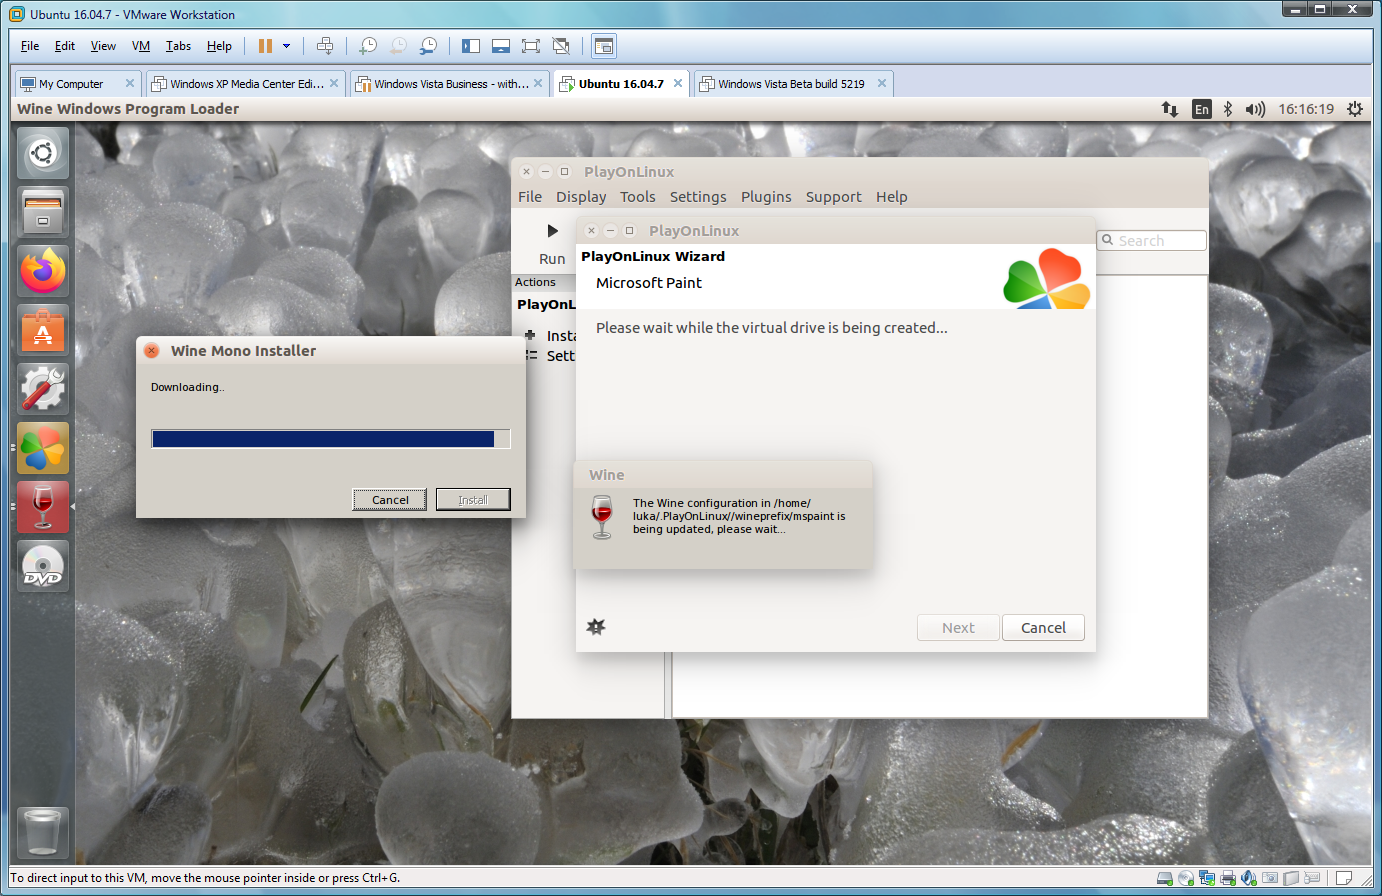 Ubuntu 16.04.7 - VMware Workstation
File Edit View VM Tabs Help
My Computer
Windows XP Media Center Edi...
Windows Vista Business - with...
Ubuntu 16.04.7
Windows Vista Beta build 5219
Wine Windows Program Loader
En
16:16:19
PlayOnLinux
File Display Tools Settings Plugins Support Help
Run
Search
Actions
PlayOnL
Insta
Sett
PlayOnLinux
PlayOnLinux Wizard
Microsoft Paint
Please wait while the virtual drive is being created...
Next
Cancel
Wine Mono Installer
Downloading..
Cancel
Install
Wine
The Wine configuration in /home/
luka/.PlayOnLinux//wineprefix/mspaint is
being updated, please wait...
A
DVD
To direct input to this VM, move the mouse pointer inside or press Ctrl+G.